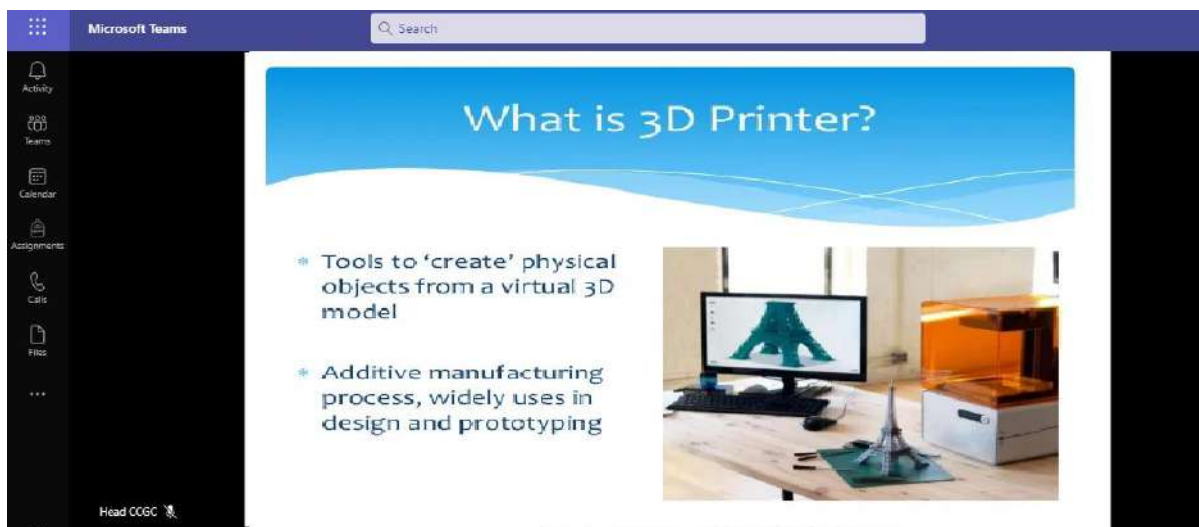 Microsoft Teams
Search
Activity
Teams
Calendar
Assignments
Calls
Files
What is 3D Printer?
* Tools to ‘create’ physical
objects from a virtual 3D
model
* Additive manufacturing
process, widely uses in
design and prototyping
Head CCGC